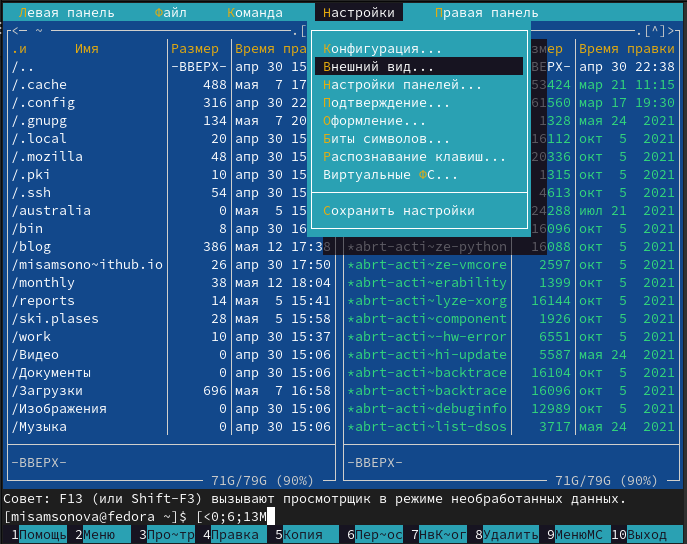 Левая панель Файл Команда Настройки Правая панель
<— ~ .[ .[^]>
.и Имя Размер Время пра мер Время правки
/.. -ВВЕРХ- апр 30 15 ЕРХ- апр 30 22:38
/.cache 488 мая 7 17 53424 мар 21 11:15
/.config 316 апр 30 22 61560 мар 17 19:30
/.gnupg 134 мая 7 20 1328 мая 24 2021
/.local 20 апр 30 15 16112 окт 5 2021
/.mozilla 48 апр 30 15 20336 окт 5 2021
/.pki 10 апр 30 15 1315 окт 5 2021
/.ssh 54 апр 30 15 4613 окт 5 2021
/australia 0 мая 5 15 24288 июл 21 2021
/bin 8 апр 30 16 16096 окт 5 2021
/blog 386 мая 12 17:38 *abrt-acti~ze-python 16088 окт 5 2021
/misamsono~ithub.io 26 апр 30 17:50 *abrt-acti~ze-vmcore 2597 окт 5 2021
/monthly 38 мая 12 18:04 *abrt-acti~erability 1399 окт 5 2021
/reports 14 мая 5 15:41 *abrt-acti~lyze-xorg 16144 окт 5 2021
/ski.plases 28 мая 5 15:58 *abrt-acti~component 1926 окт 5 2021
/work 10 апр 30 15:37 *abrt-acti~-hw-error 6551 окт 5 2021
/Видео 0 апр 30 15:06 *abrt-acti~hi-update 5587 мая 24 2021
/Документы 0 апр 30 15:06 *abrt-acti~backtrace 16104 окт 5 2021
/Загрузки 696 мая 7 16:58 *abrt-acti~backtrace 16096 окт 5 2021
/Изображения 0 апр 30 15:06 *abrt-acti~debuginfo 12989 окт 5 2021
/Музыка 0 апр 30 15:06 *abrt-acti~list-dsos 3717 мая 24 2021
Конфигурация...
Внешний вид...
Настройки панелей...
Подтверждение...
Оформление...
Биты символов...
Распознавание клавиш...
Виртуальные ФС...
Сохранить настройки
-ВВЕРХ- -ВВЕРХ-
71G/79G (90%) 71G/79G (90%)
Совет: F13 (или Shift-F3) вызывают просмотрщик в режиме необработанных данных.
[misamsonova@fedora ~]$ [<0;6;13M
1Помощь 2Меню 3Про~тр 4Правка 5Копия 6Пер~ос 7НвК~ог 8Удалить 9МенюMC 10Выход